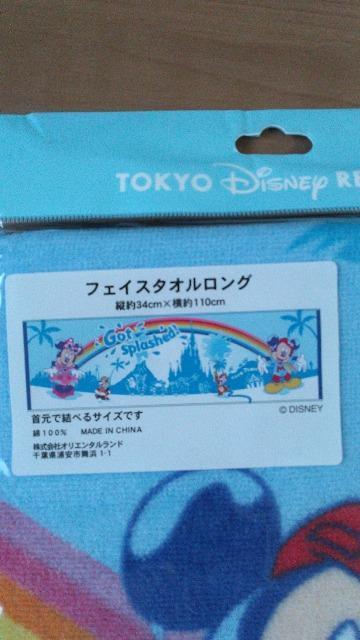 TOKYO Disney RE
フェイスタオルロング
縦約34cm×横約110cm
Got
Splashed!
首元で結べるサイズです
© DISNEY
綿100% MADE IN CHINA
株式会社オリエンタルランド
千葉県浦安市舞浜 1-1